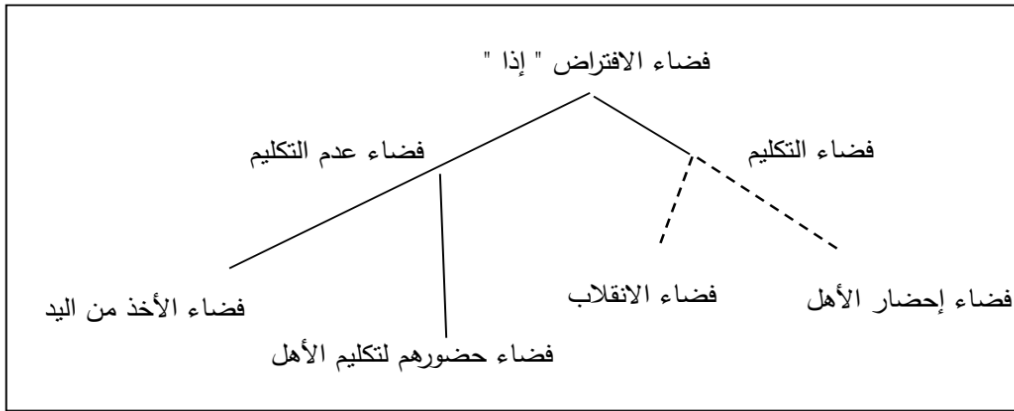 فضاء الافتراض " إذا "
فضاء التكليم
فضاء عدم التكليم
فضاء إحضار الأهل
فضاء الانقلاب
فضاء حضورهم لتكليم الأهل
فضاء الأخذ من اليد